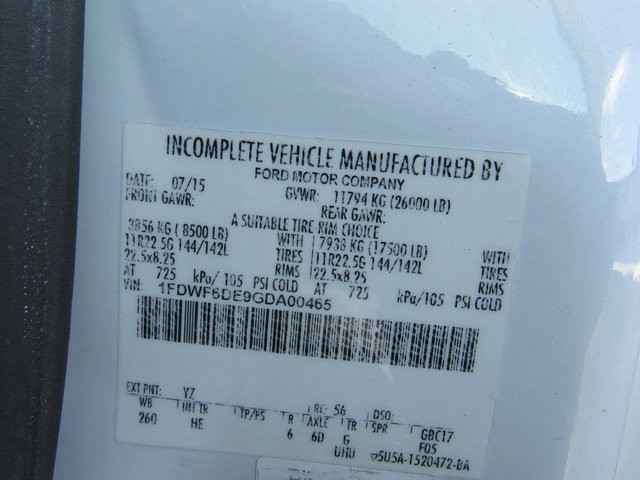 INCOMPLETE VEHICLE MANUFACTURED BY
FORD MOTOR COMPANY
DATE: 07/15 GVWR: 11794 KG (26000 LB)
FRONT GAWR: REAR GAWR:
A SUITABLE TIRE RIM CHOICE
3856 KG ( 8500 LB) WITH 7938 KG (17500 LB) WITH
11R22.5G 144/142L TIRES 11R22.5G 144/142L TIRES
22.5x8.25 RIMS 22.5x8.25 RIMS
AT 725 kPa/ 105 PSI COLD AT 725 kPa/105 PSI COLD
VIN: 1FDWF6DE9GDA00465
EXT PNT: YZ RC: 56 DSO:
WB INT TR TP/PS R AXLE TR SPR GBC17
260 HE 6 6D G F05
UHU 5U5A-1520472-DA